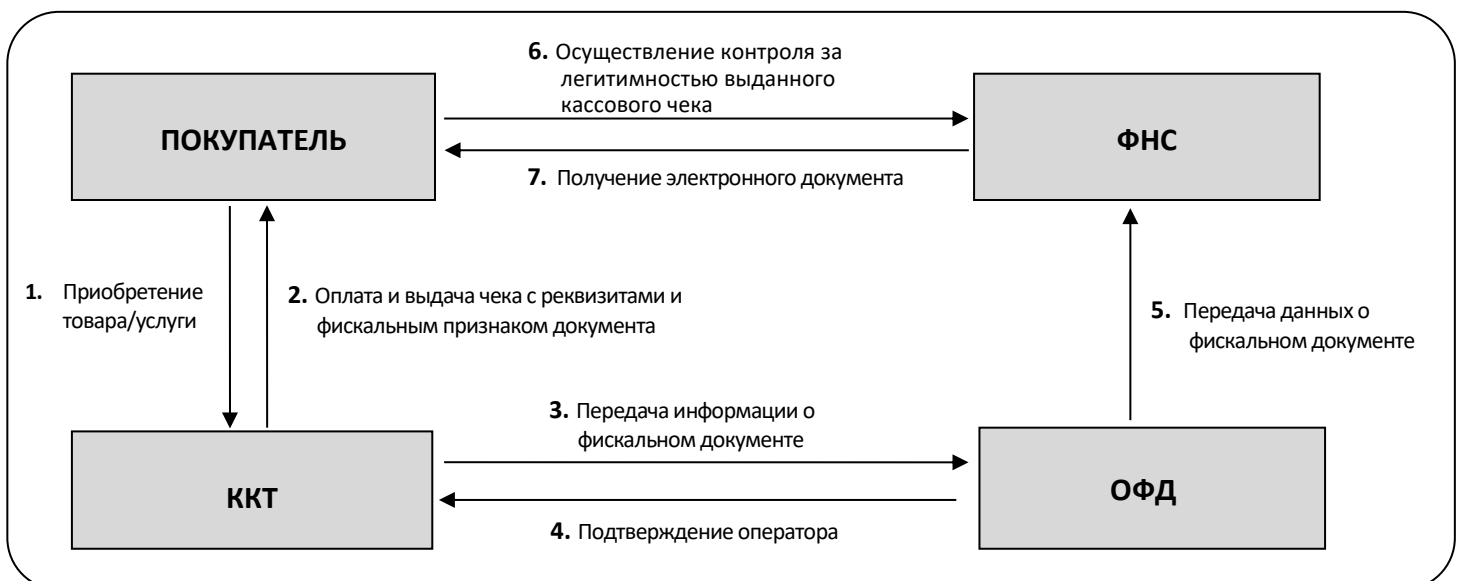 6. Осуществление контроля за
легитимностью выданного
кассового чека
ПОКУПАТЕЛЬ
ФНС
7. Получение электронного документа
1. Приобретение
товара/услуги
2. Оплата и выдача чека с реквизитами и
фискальным признаком документа
5. Передача данных о
фискальном документе
3. Передача информации о
фискальном документе
ККТ
ОФД
4. Подтверждение оператора